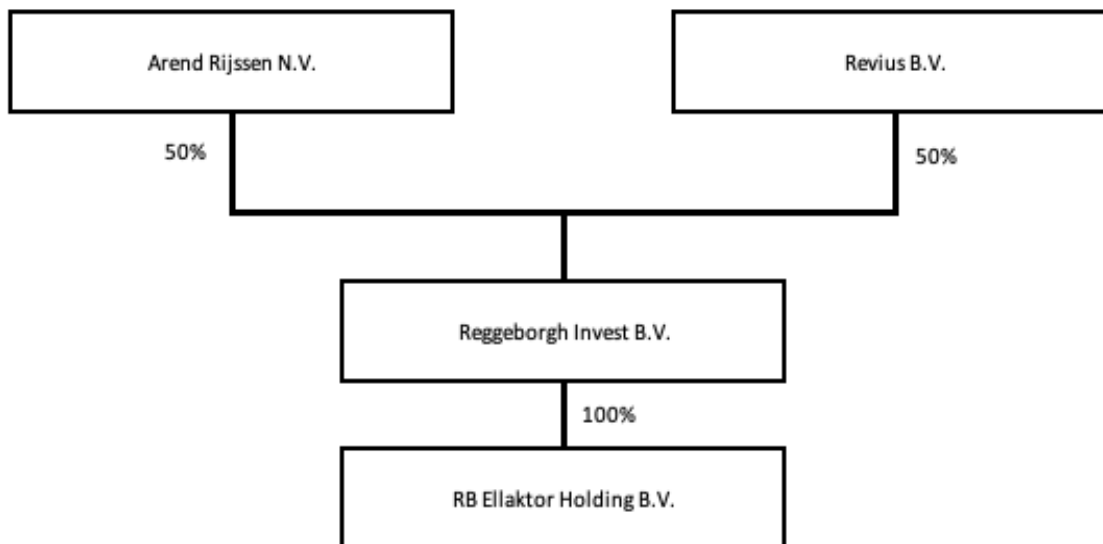 Arend Rijssen N.V.
Revius B.V.
50%
50%
Reggeborgh Invest B.V.
100%
RB Ellaktor Holding B.V.